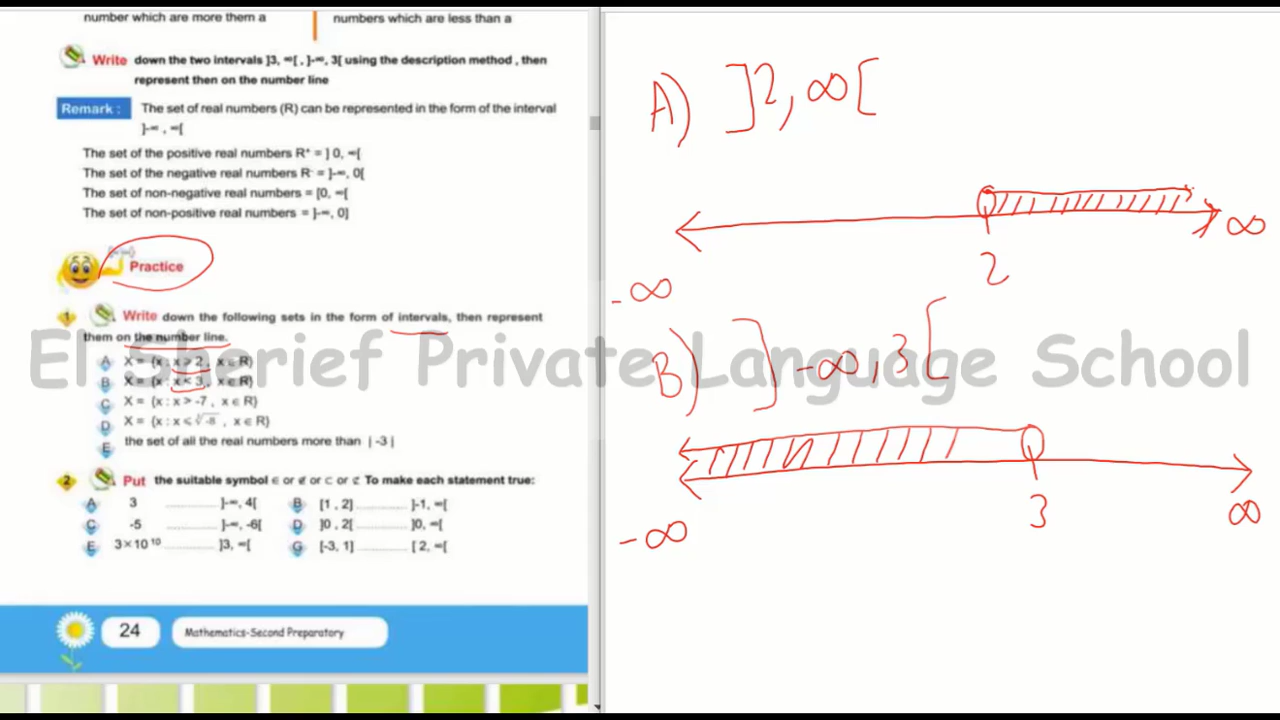 number which are more them a
numbers which are less than a
Write down the two intervals ]3, ∞[ , ]-∞, 3[ using the description method , then
represent then on the number line
Remark : The set of real numbers (R) can be represented in the form of the interval
]-∞ , ∞[
The set of the positive real numbers R⁺ = ] 0, ∞[
The set of the negative real numbers R⁻ = ]-∞, 0[
The set of non-negative real numbers = [0, ∞[
The set of non-positive real numbers = ]-∞, 0]
Practice
1 Write down the following sets in the form of intervals, then represent
them on the number line.
A X = {x : x > 2 , x ∈ R}
B X = {x : x < 3 , x ∈ R}
C X = {x : x > -7 , x ∈ R}
D X = {x : x ⩽ ∛-8 , x ∈ R}
E the set of all the real numbers more than | -3 |
2 Put the suitable symbol ∈ or ∉ or ⊂ or ⊄ To make each statement true:
A 3 ............ ]-∞, 4[ B [1 , 2] ............ ]-1, ∞[
C -5 ............ ]-∞, -6[ D ]0 , 2[ ............ ]0, ∞[
E 3×10¹⁰ ............ ]3, ∞[ G [-3, 1] ............ [ 2, ∞[
24 Mathematics-Second Preparatory
A) ]2, ∞[
-∞ 2 ∞
B) ]-∞, 3[
-∞ 3 ∞
El Sherief Private Language School